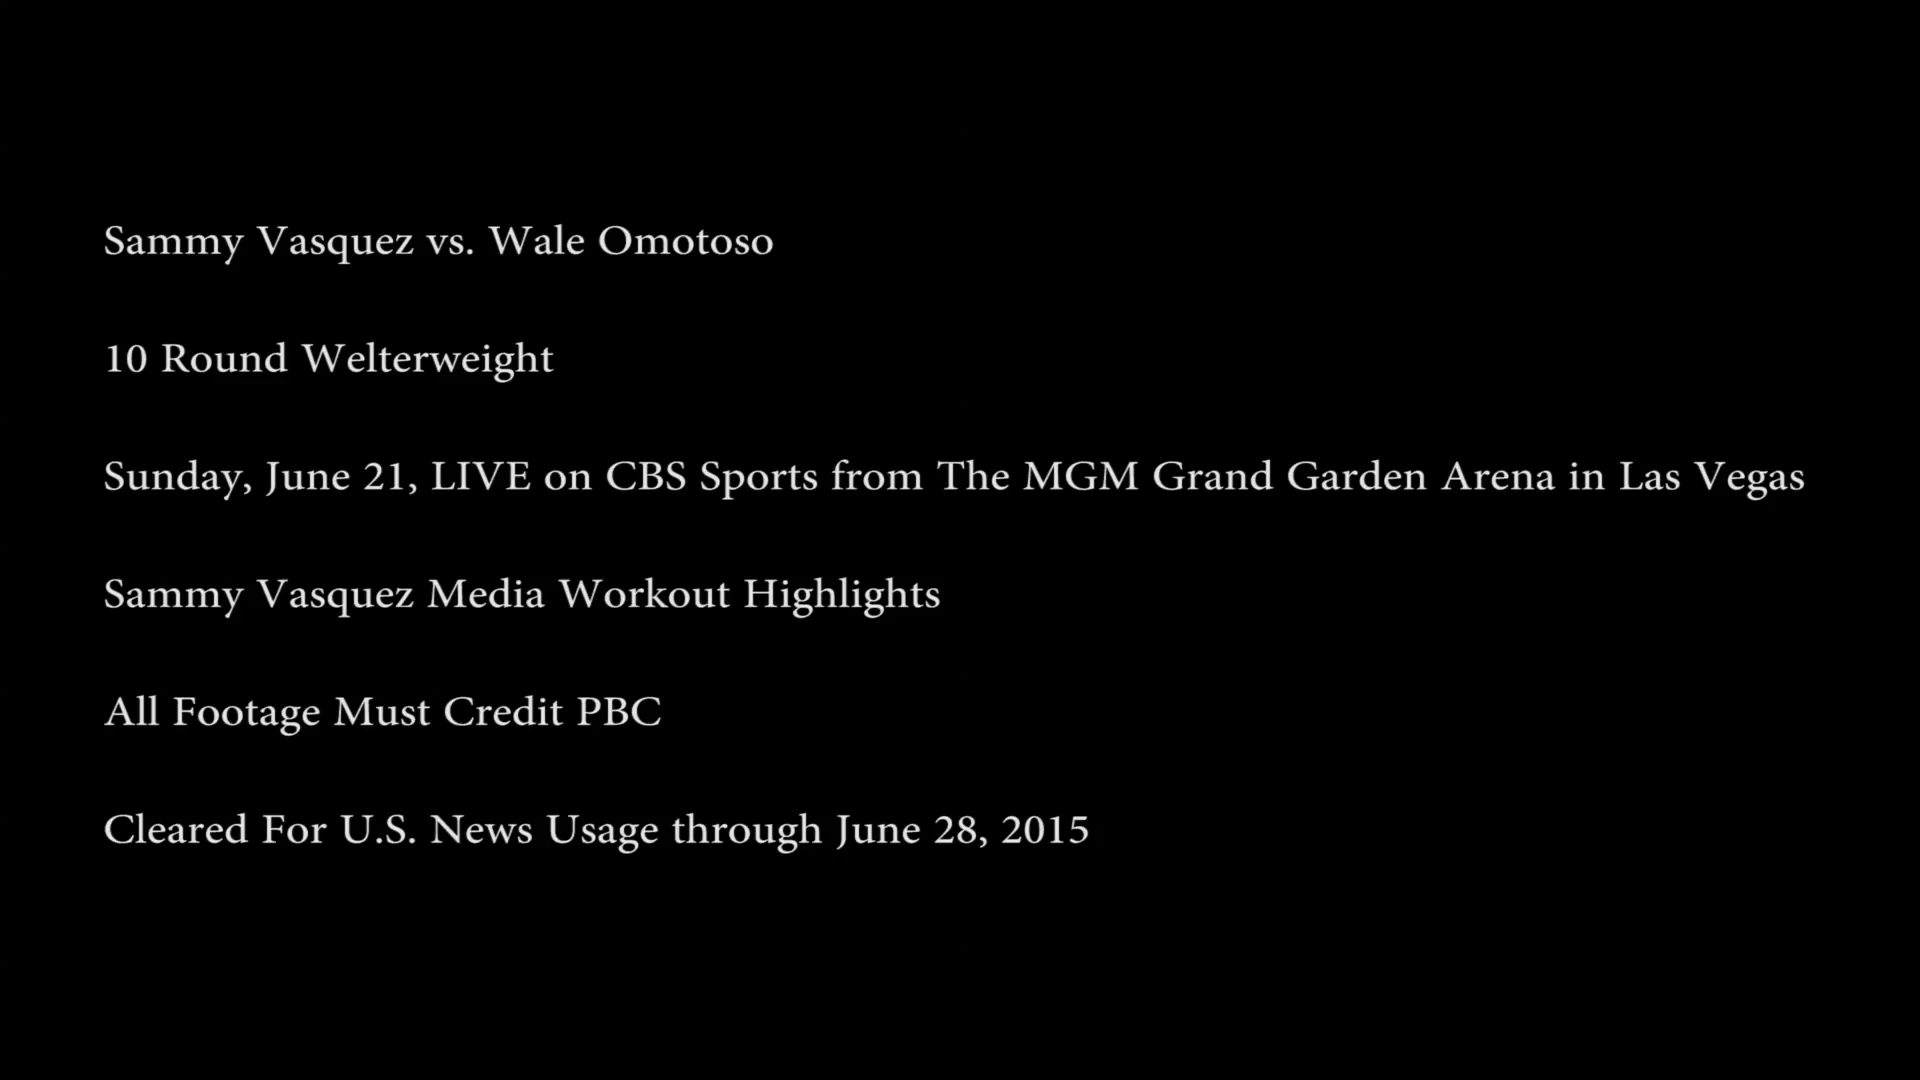 Sammy Vasquez vs. Wale Omotoso
10 Round Welterweight
Sunday, June 21, LIVE on CBS Sports from The MGM Grand Garden Arena in Las Vegas
Sammy Vasquez Media Workout Highlights
All Footage Must Credit PBC
Cleared For U.S. News Usage through June 28, 2015